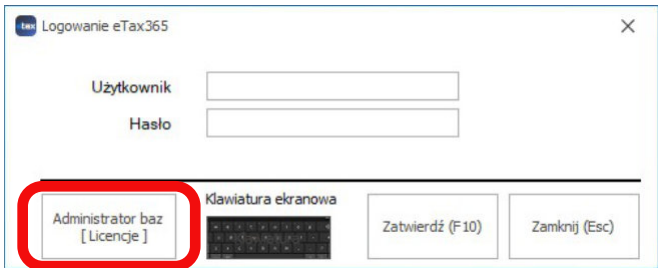 tax Logowanie eTax365
Użytkownik
Hasło
Klawiatura ekranowa
Administrator baz
[ Licencje ]
Zatwierdź (F10)
Zamknij (Esc)